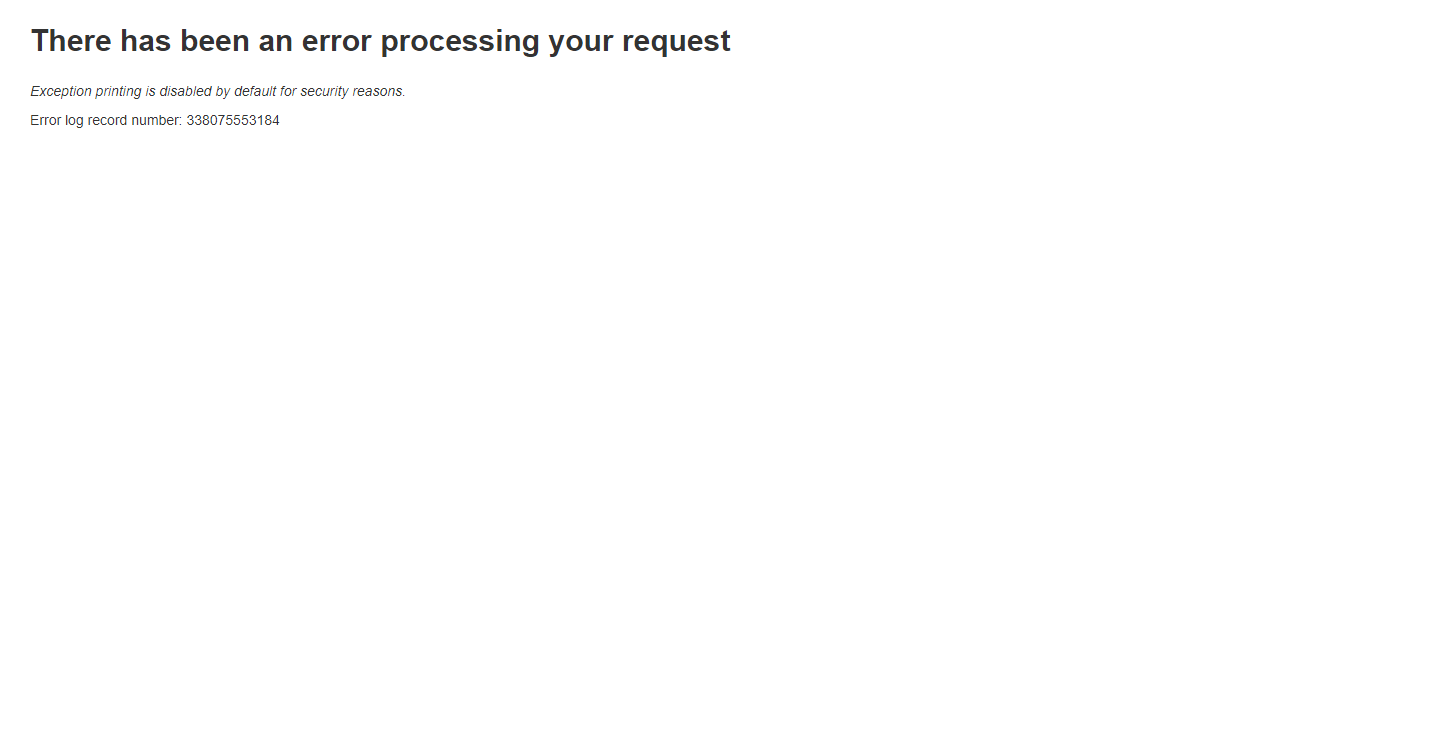 There has been an error processing your request
Exception printing is disabled by default for security reasons.
Error log record number: 338075553184